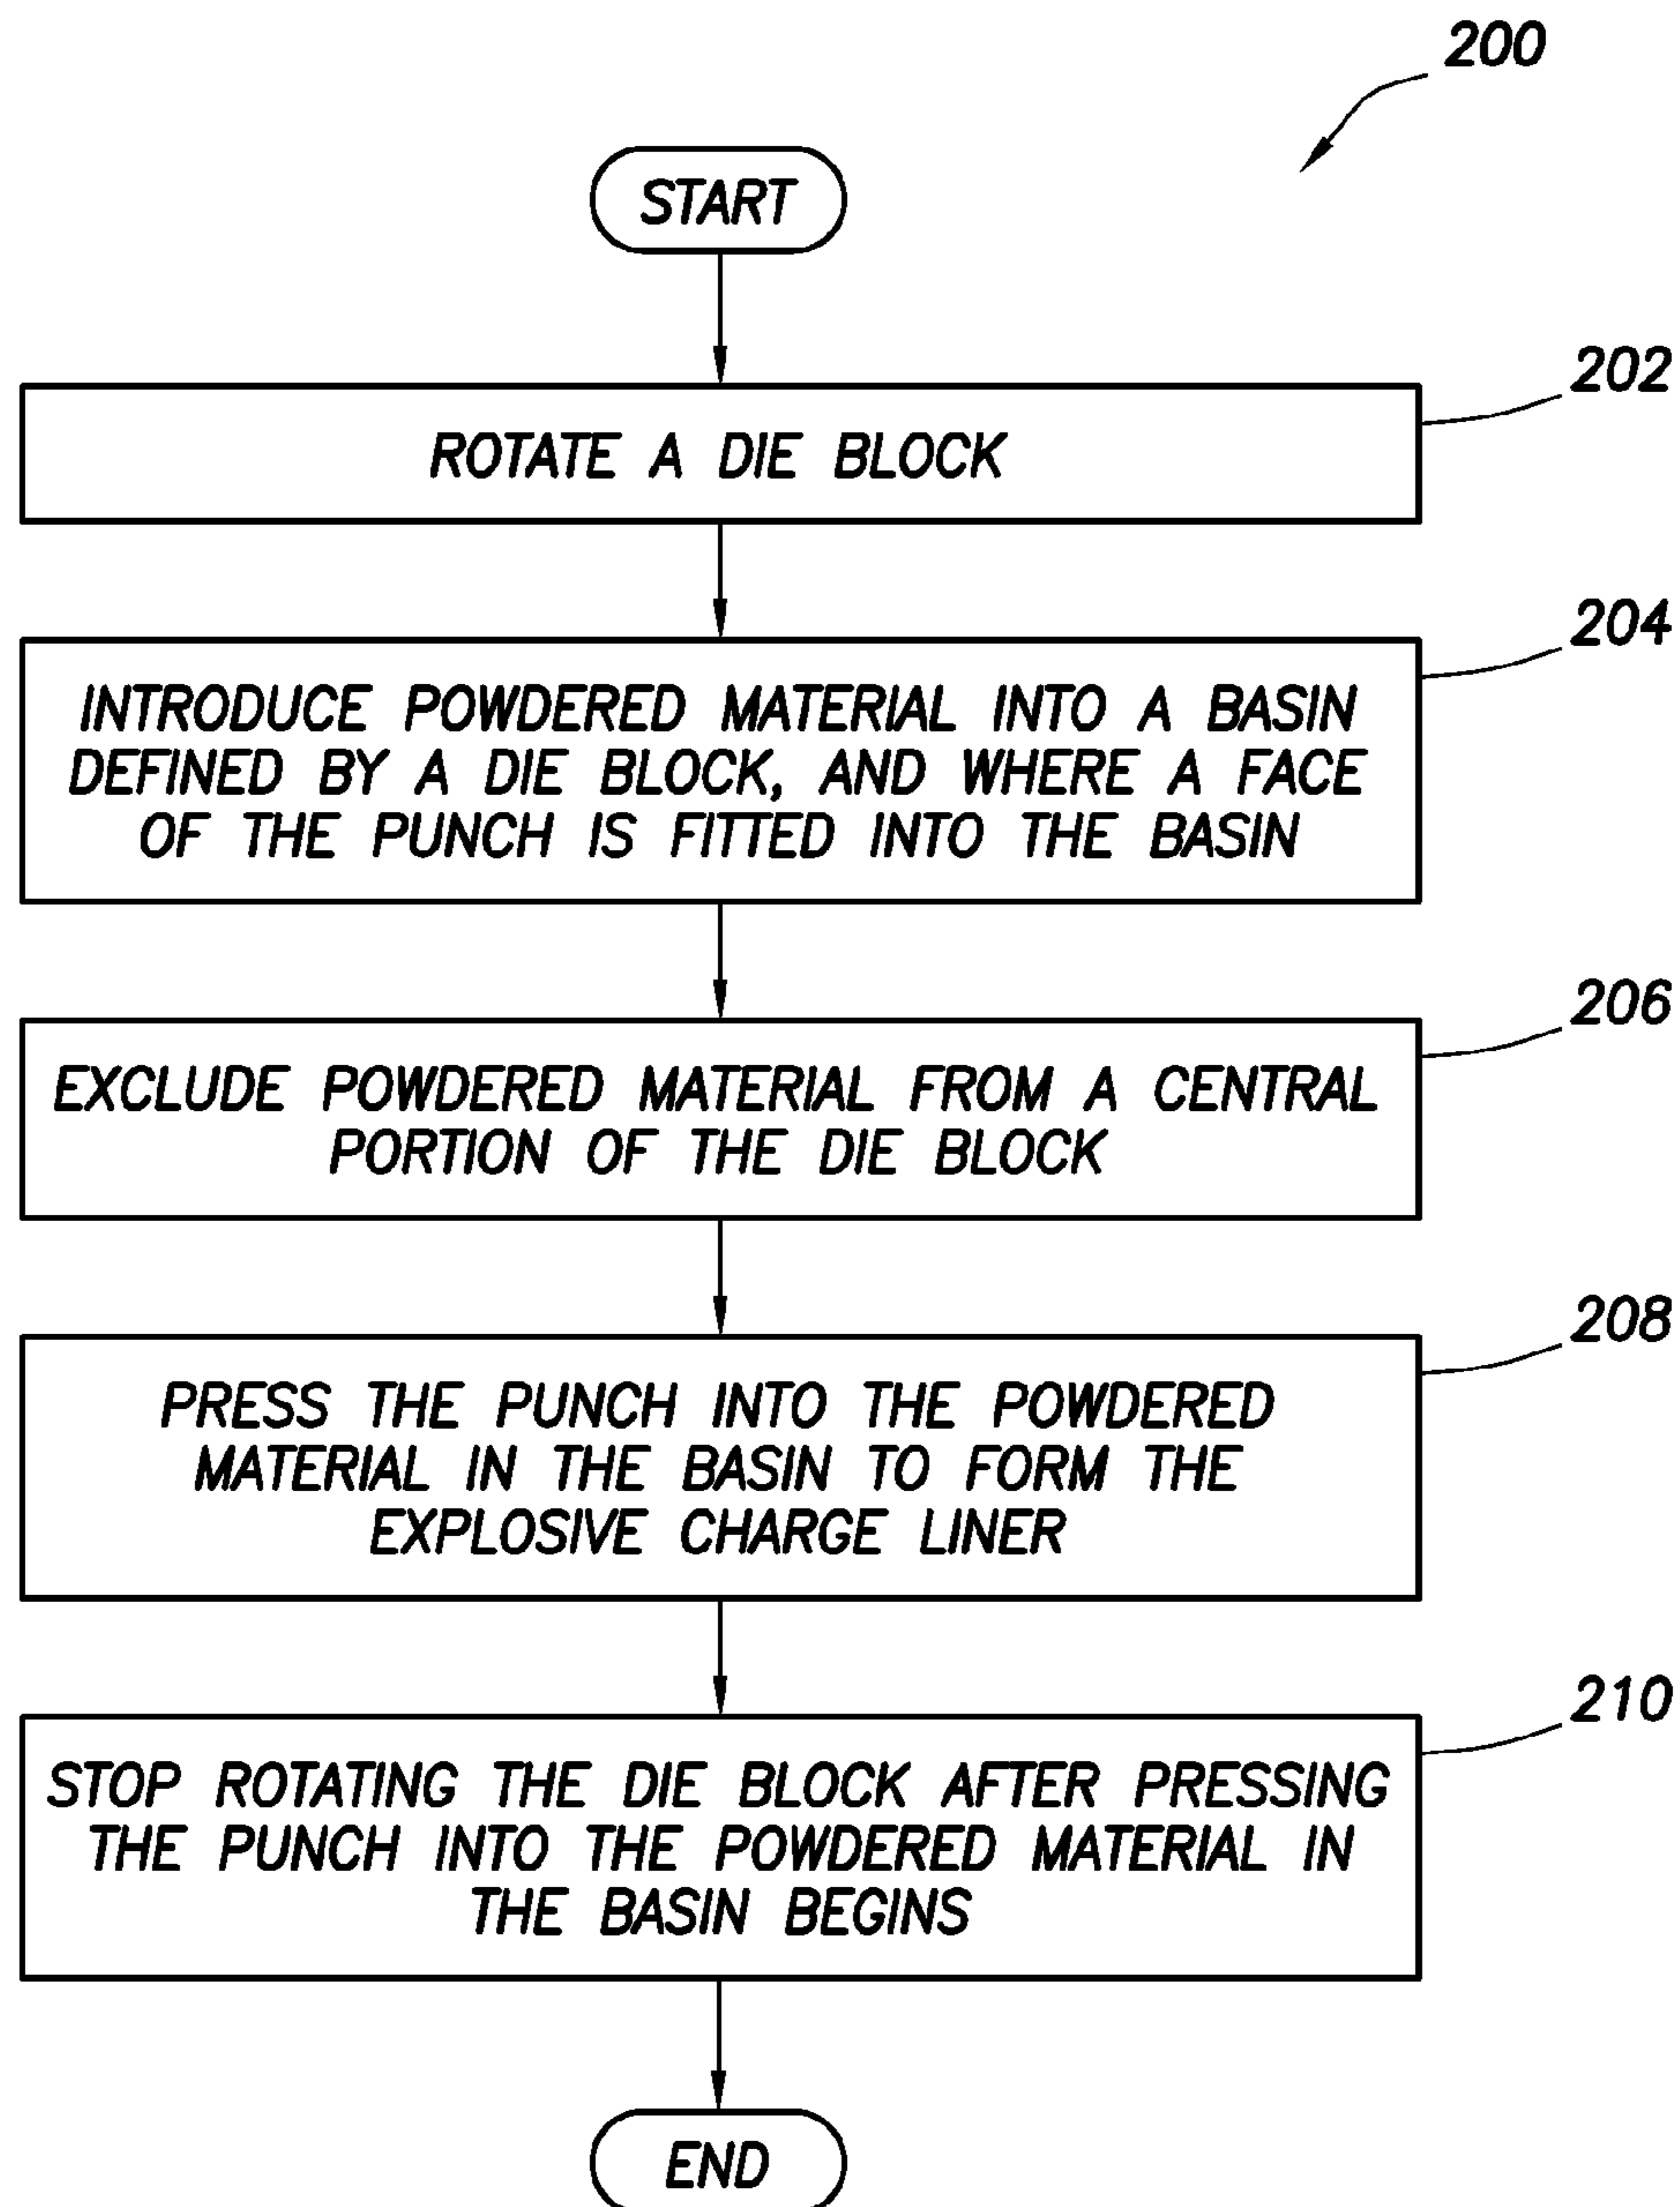 200
START
202
ROTATE A DIE BLOCK
204
INTRODUCE POWDERED MATERIAL INTO A BASIN
DEFINED BY A DIE BLOCK, AND WHERE A FACE
OF THE PUNCH IS FITTED INTO THE BASIN
206
EXCLUDE POWDERED MATERIAL FROM A CENTRAL
PORTION OF THE DIE BLOCK
208
PRESS THE PUNCH INTO THE POWDERED
MATERIAL IN THE BASIN TO FORM THE
EXPLOSIVE CHARGE LINER
210
STOP ROTATING THE DIE BLOCK AFTER PRESSING
THE PUNCH INTO THE POWDERED MATERIAL IN
THE BASIN BEGINS
END